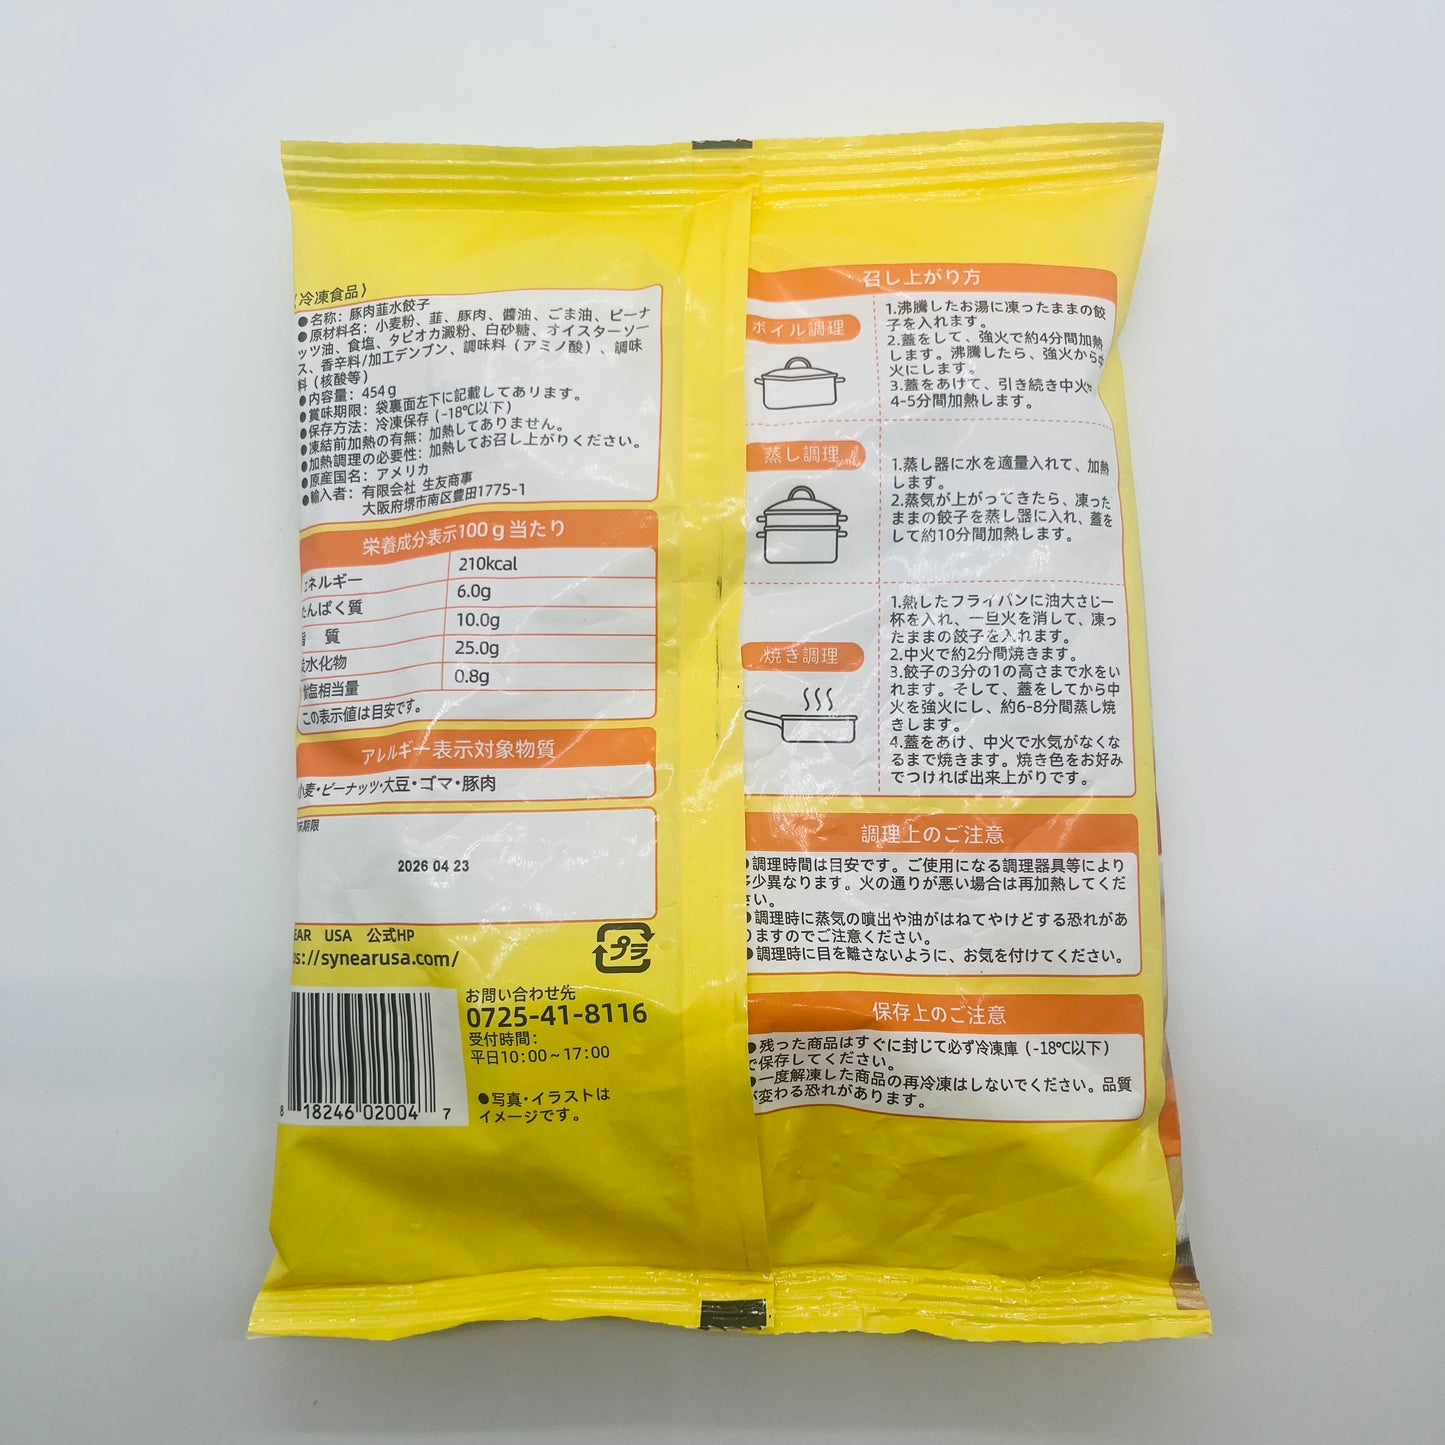 〈冷凍食品〉
●名称：豚肉韮水餃子
●原材料名：小麦粉、韮、豚肉、醬油、ごま油、ピーナ
ッツ油、食塩、タピオカ澱粉、白砂糖、オイスターソー
ス、香辛料/加工デンプン、調味料（アミノ酸）、調味
料（核酸等）
●内容量：454g
●賞味期限：袋裏面左下に記載してあります。
●保存方法：冷凍保存（-18℃以下）
●凍結前加熱の有無：加熱してありません。
●加熱調理の必要性：加熱してお召し上がりください。
●原産国名：アメリカ
●輸入者：有限会社 生友商事
大阪府堺市南区豊田1775-1
栄養成分表示100g当たり
エネルギー 210kcal
たんぱく質 6.0g
脂 質 10.0g
炭水化物 25.0g
食塩相当量 0.8g
この表示値は目安です。
アレルギー表示対象物質
小麦・ピーナッツ・大豆・ゴマ・豚肉
味期限
2026 04 23
EAR USA 公式HP
s://synearusa.com/
プラ
お問い合わせ先
0725-41-8116
受付時間：
平日10：00～17：00
●写真・イラストは
イメージです。
8 18246 02004 7
召し上がり方
ボイル調理
1.沸騰したお湯に凍ったままの餃
子を入れます。
2.蓋をして、強火で約4分間加熱
します。沸騰したら、強火から中
火にします。
3.蓋をあけて、引き続き中火で
4-5分間加熱します。
蒸し調理
1.蒸し器に水を適量入れて、加熱
します。
2.蒸気が上がってきたら、凍った
ままの餃子を蒸し器に入れ、蓋を
して約10分間加熱します。
焼き調理
1.熱したフライパンに油大さじ一
杯を入れ、一旦火を消して、凍っ
たままの餃子を入れます。
2.中火で約2分間焼きます。
3.餃子の3分の1の高さまで水をい
れます。そして、蓋をしてから中
火を強火にし、約6-8分間蒸し焼
きします。
4.蓋をあけ、中火で水気がなくな
るまで焼きます。焼き色をお好み
でつければ出来上がりです。
調理上のご注意
●調理時間は目安です。ご使用になる調理器具等により
多少異なります。火の通りが悪い場合は再加熱してくだ
さい。
●調理時に蒸気の噴出や油がはねてやけどする恐れがあ
りますのでご注意ください。
●調理時に目を離さないように、お気を付けてください。
保存上のご注意
●残った商品はすぐに封じて必ず冷凍庫（-18℃以下）
で保存してください。
●一度解凍した商品の再冷凍はしないでください。品質
が変わる恐れがあります。